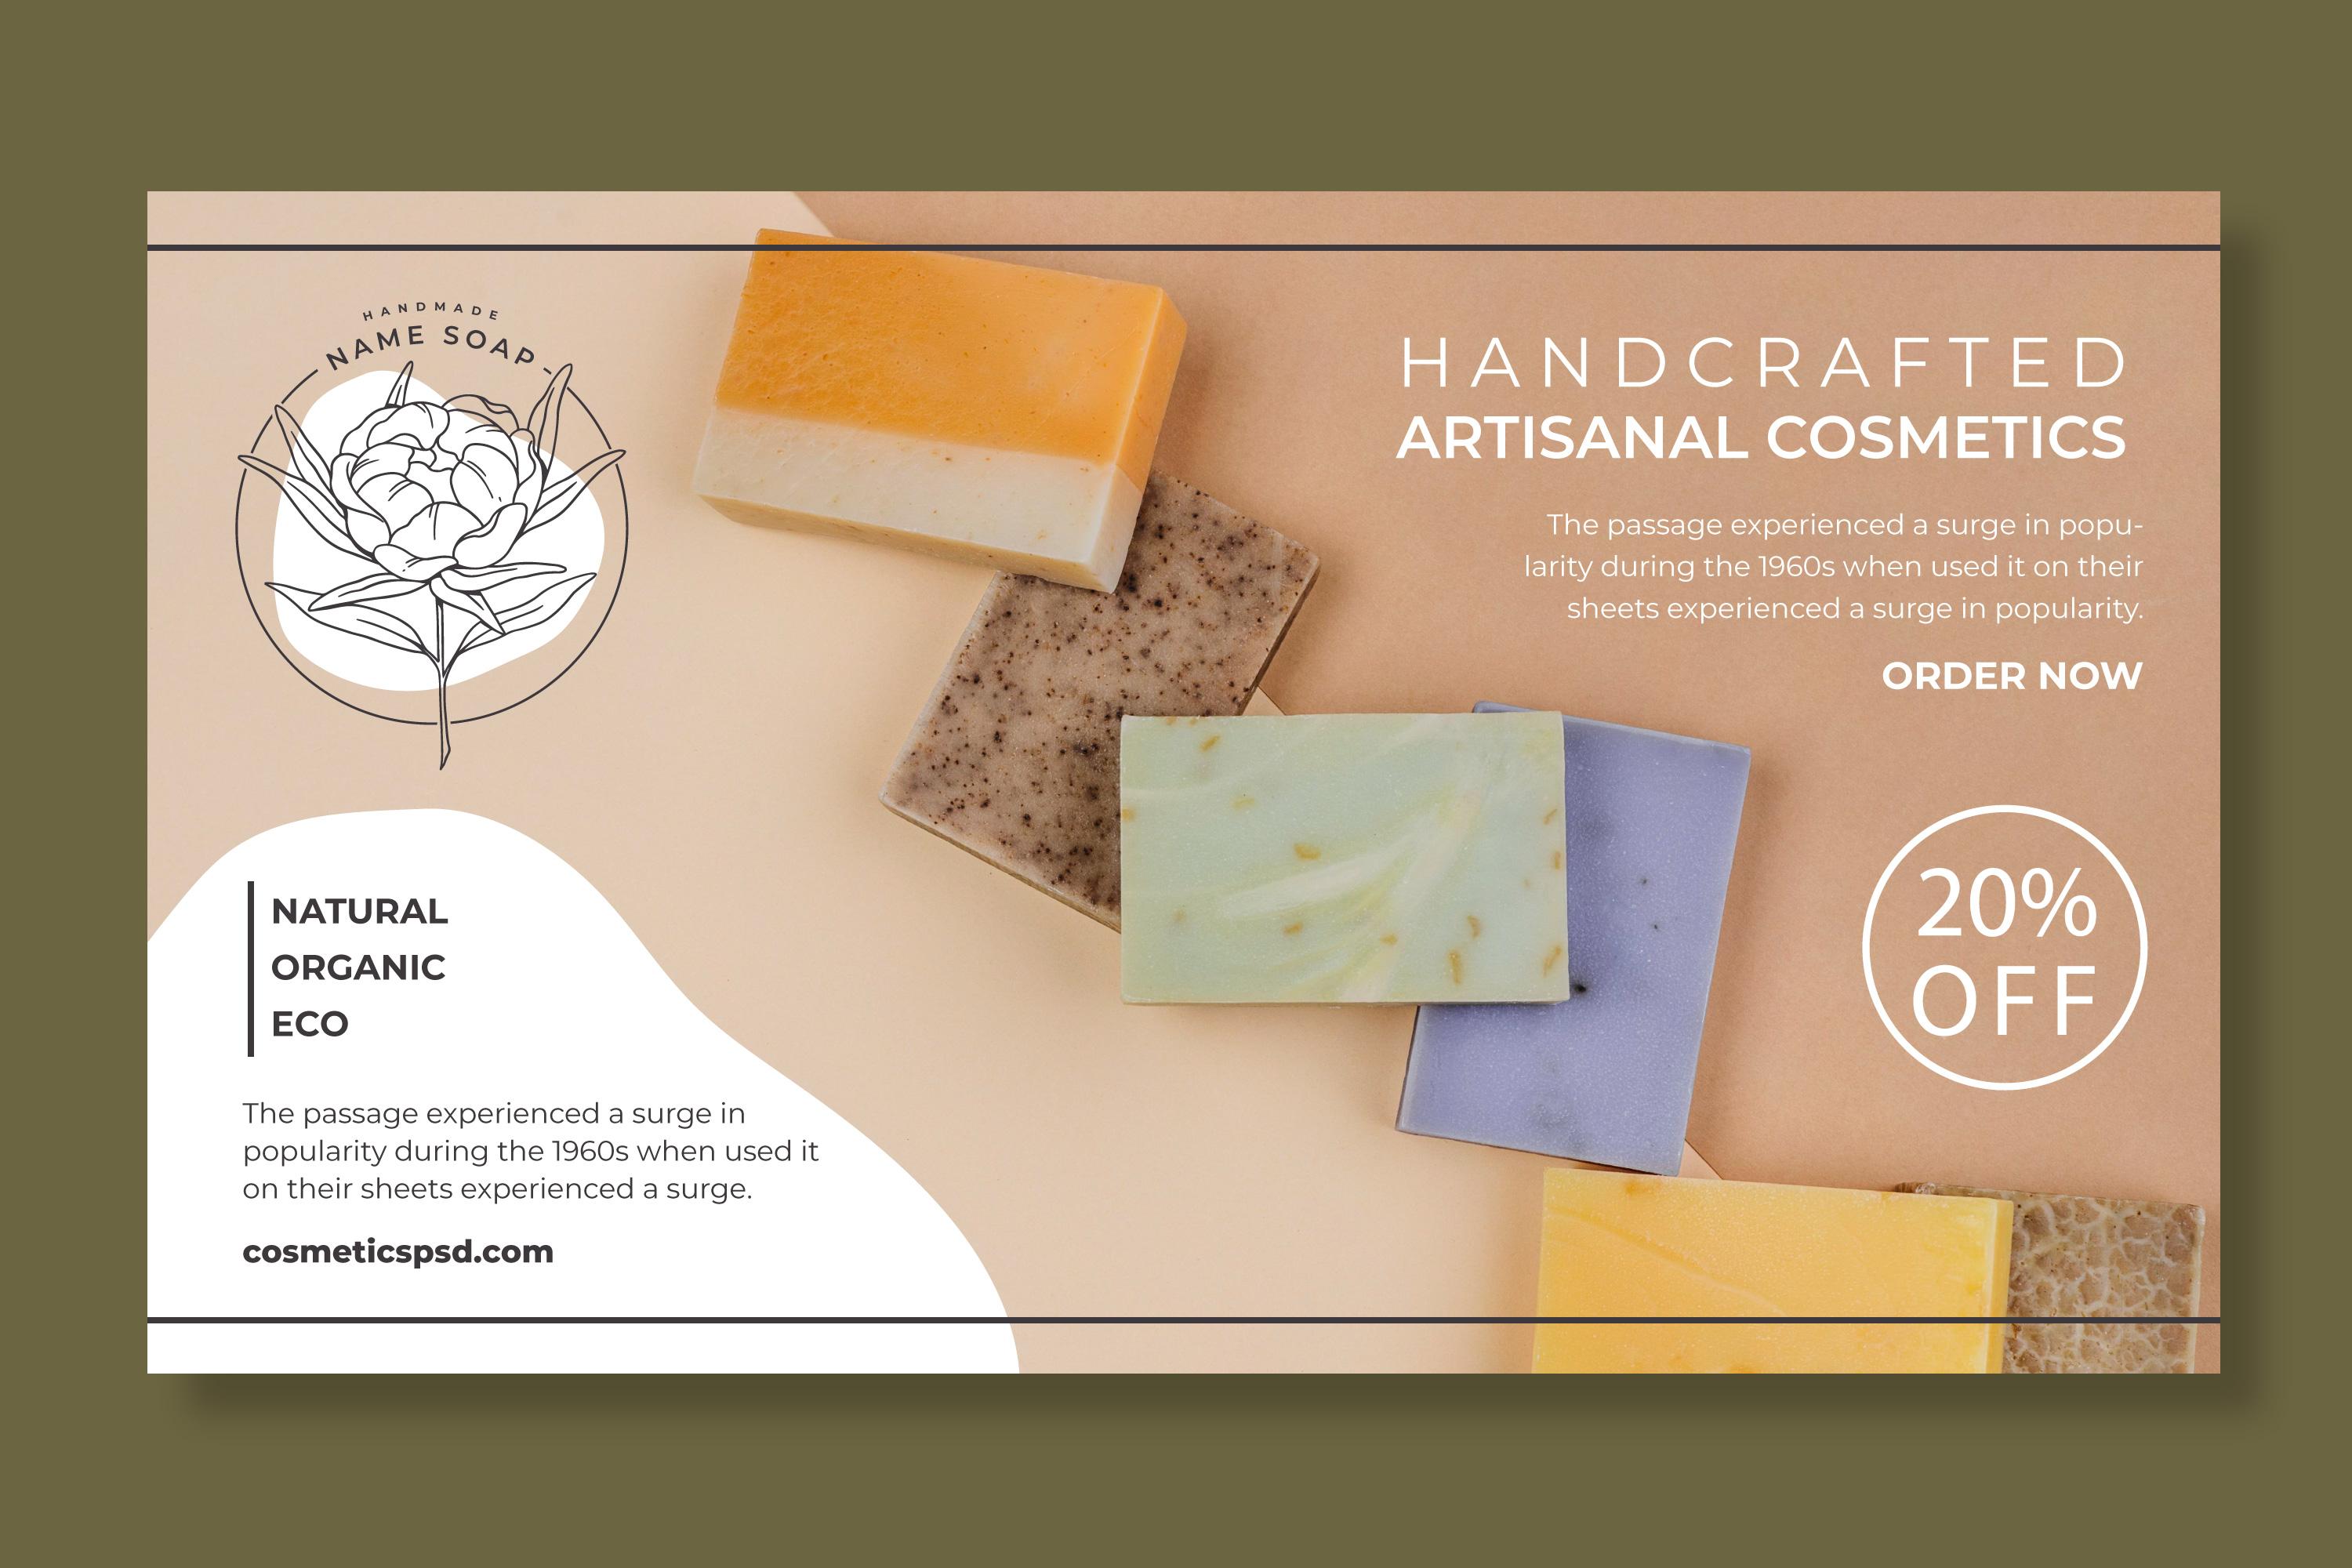 HANDMADE
NAME SOAP
HANDCRAFTED
ARTISANAL COSMETICS
The passage experienced a surge in popu-
larity during the 1960s when used it on their
sheets experienced a surge in popularity.
ORDER NOW
20%
OFF
NATURAL
ORGANIC
ECO
The passage experienced a surge in
popularity during the 1960s when used it
on their sheets experienced a surge.
cosmeticspsd.com